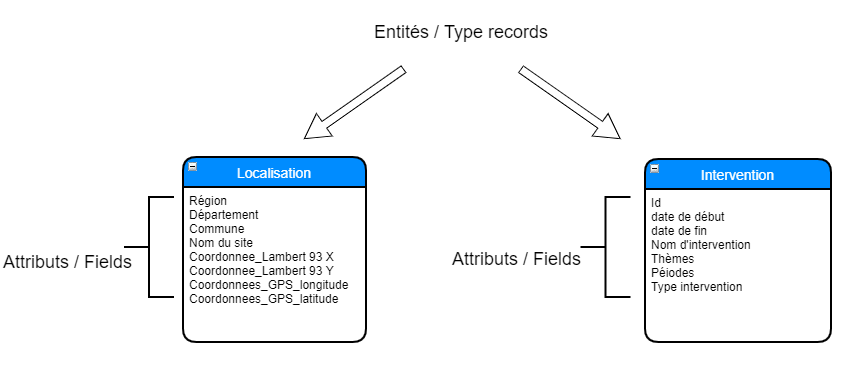 Entités / Type records
Localisation
Région
Département
Commune
Nom du site
Coordonnee_Lambert 93 X
Coordonnee_Lambert 93 Y
Coordonnees_GPS_longitude
Coordonnees_GPS_latitude
Attributs / Fields
Intervention
Id
date de début
date de fin
Nom d'intervention
Thèmes
Péiodes
Type intervention
Attributs / Fields